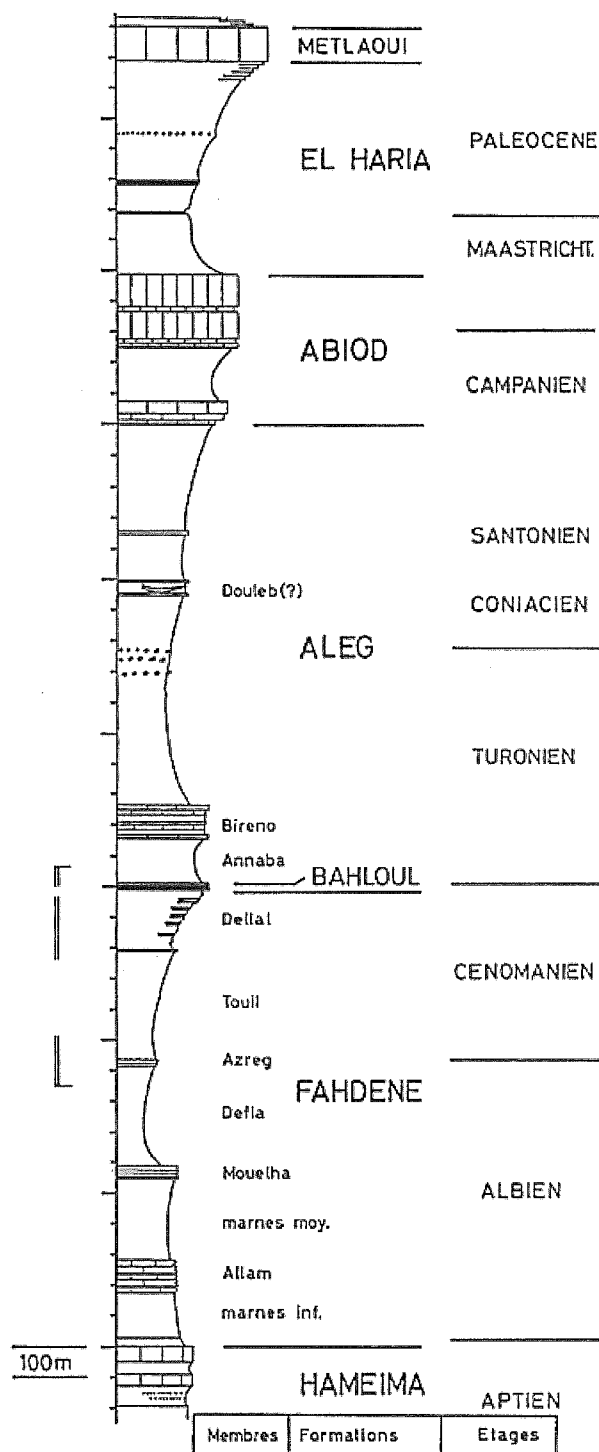 METLAOUI
PALEOCENE
EL HARIA
MAASTRICHT.
ABIOD
CAMPANIEN
SANTONIEN
Douleb(?)
CONIACIEN
ALEG
TURONIEN
Bireno
Annaba
BAHLOUL
Dellal
CENOMANIEN
Touil
Azreg
FAHDENE
Defla
Mouelha
ALBIEN
marnes moy.
Allam
marnes inf.
100m
HAMEIMA
APTIEN
Membres Formations Etages